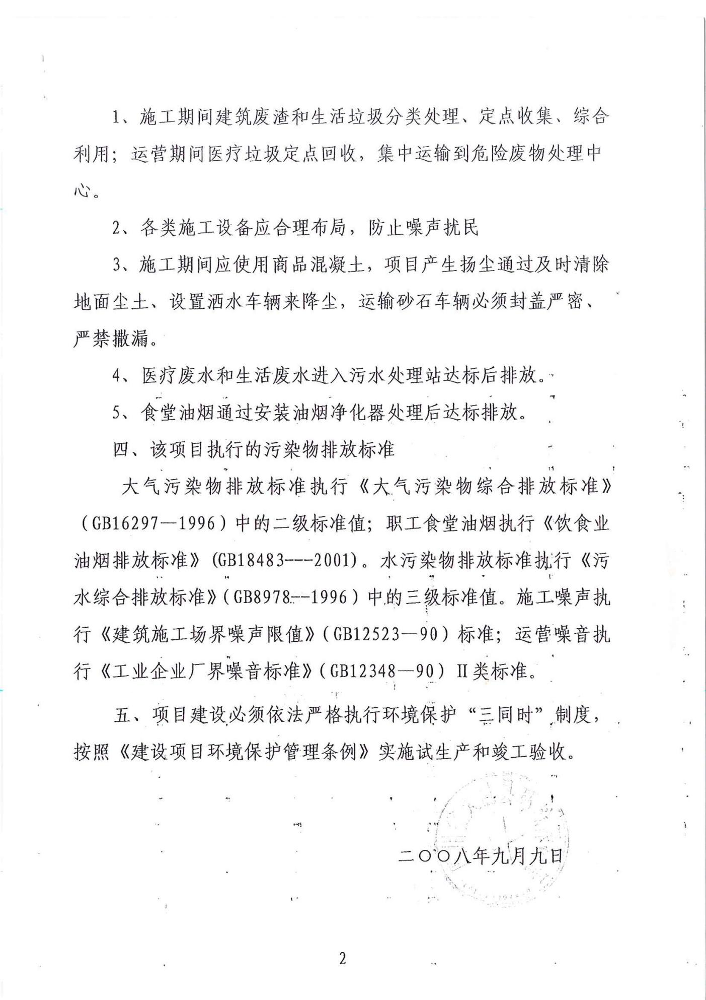 1、施工期间建筑废渣和生活垃圾分类处理、定点收集、综合
利用；运营期间医疗垃圾定点回收，集中运输到危险废物处理中
心。
2、各类施工设备应合理布局，防止噪声扰民
3、施工期间应使用商品混凝土，项目产生扬尘通过及时清除
地面尘土、设置洒水车辆来降尘，运输砂石车辆必须封盖严密、
严禁撒漏。
4、医疗废水和生活废水进入污水处理站达标后排放。
5、食堂油烟通过安装油烟净化器处理后达标排放。
四、该项目执行的污染物排放标准
大气污染物排放标准执行《大气污染物综合排放标准》
（GB16297—1996）中的二级标准值；职工食堂油烟执行《饮食业
油烟排放标准》(GB18483---2001)。水污染物排放标准执行《污
水综合排放标准》（GB8978--1996）中的三级标准值。施工噪声执
行《建筑施工场界噪声限值》（GB12523—90）标准；运营噪音执
行《工业企业厂界噪音标准》（GB12348—90）II类标准。
五、项目建设必须依法严格执行环境保护“三同时”制度，
按照《建设项目环境保护管理条例》实施试生产和竣工验收。
二〇〇八年九月九日
2